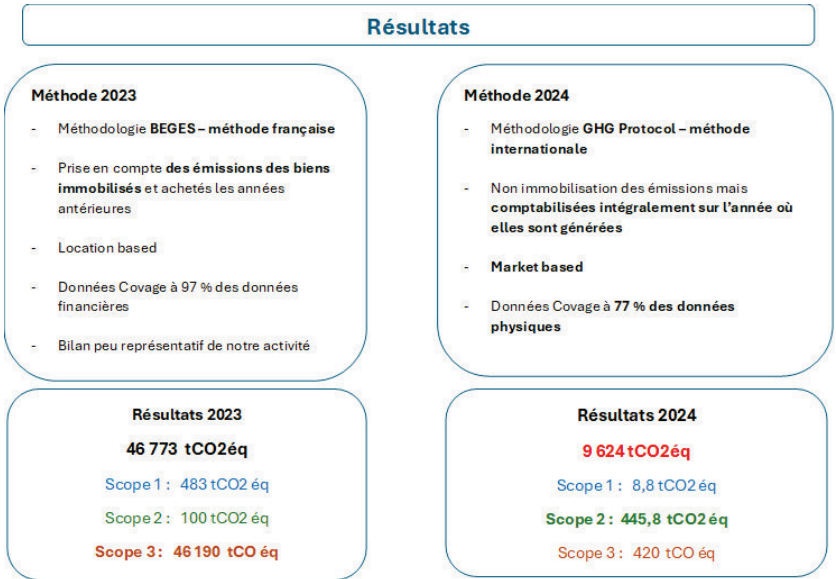 Résultats
Méthode 2023
- Méthodologie BEGES – méthode française
- Prise en compte des émissions des biens
immobilisés et achetés les années
antérieures
- Location based
- Données Covage à 97 % des données
financières
- Bilan peu représentatif de notre activité
Méthode 2024
- Méthodologie GHG Protocol – méthode
internationale
- Non immobilisation des émissions mais
comptabilisées intégralement sur l’année où
elles sont générées
- Market based
- Données Covage à 77 % des données
physiques
Résultats 2023
46 773 tCO2éq
Scope 1 : 483 tCO2 éq
Scope 2 : 100 tCO2 éq
Scope 3 : 46 190 tCO éq
Résultats 2024
9 624 tCO2éq
Scope 1 : 8,8 tCO2 éq
Scope 2 : 445,8 tCO2 éq
Scope 3 : 420 tCO éq